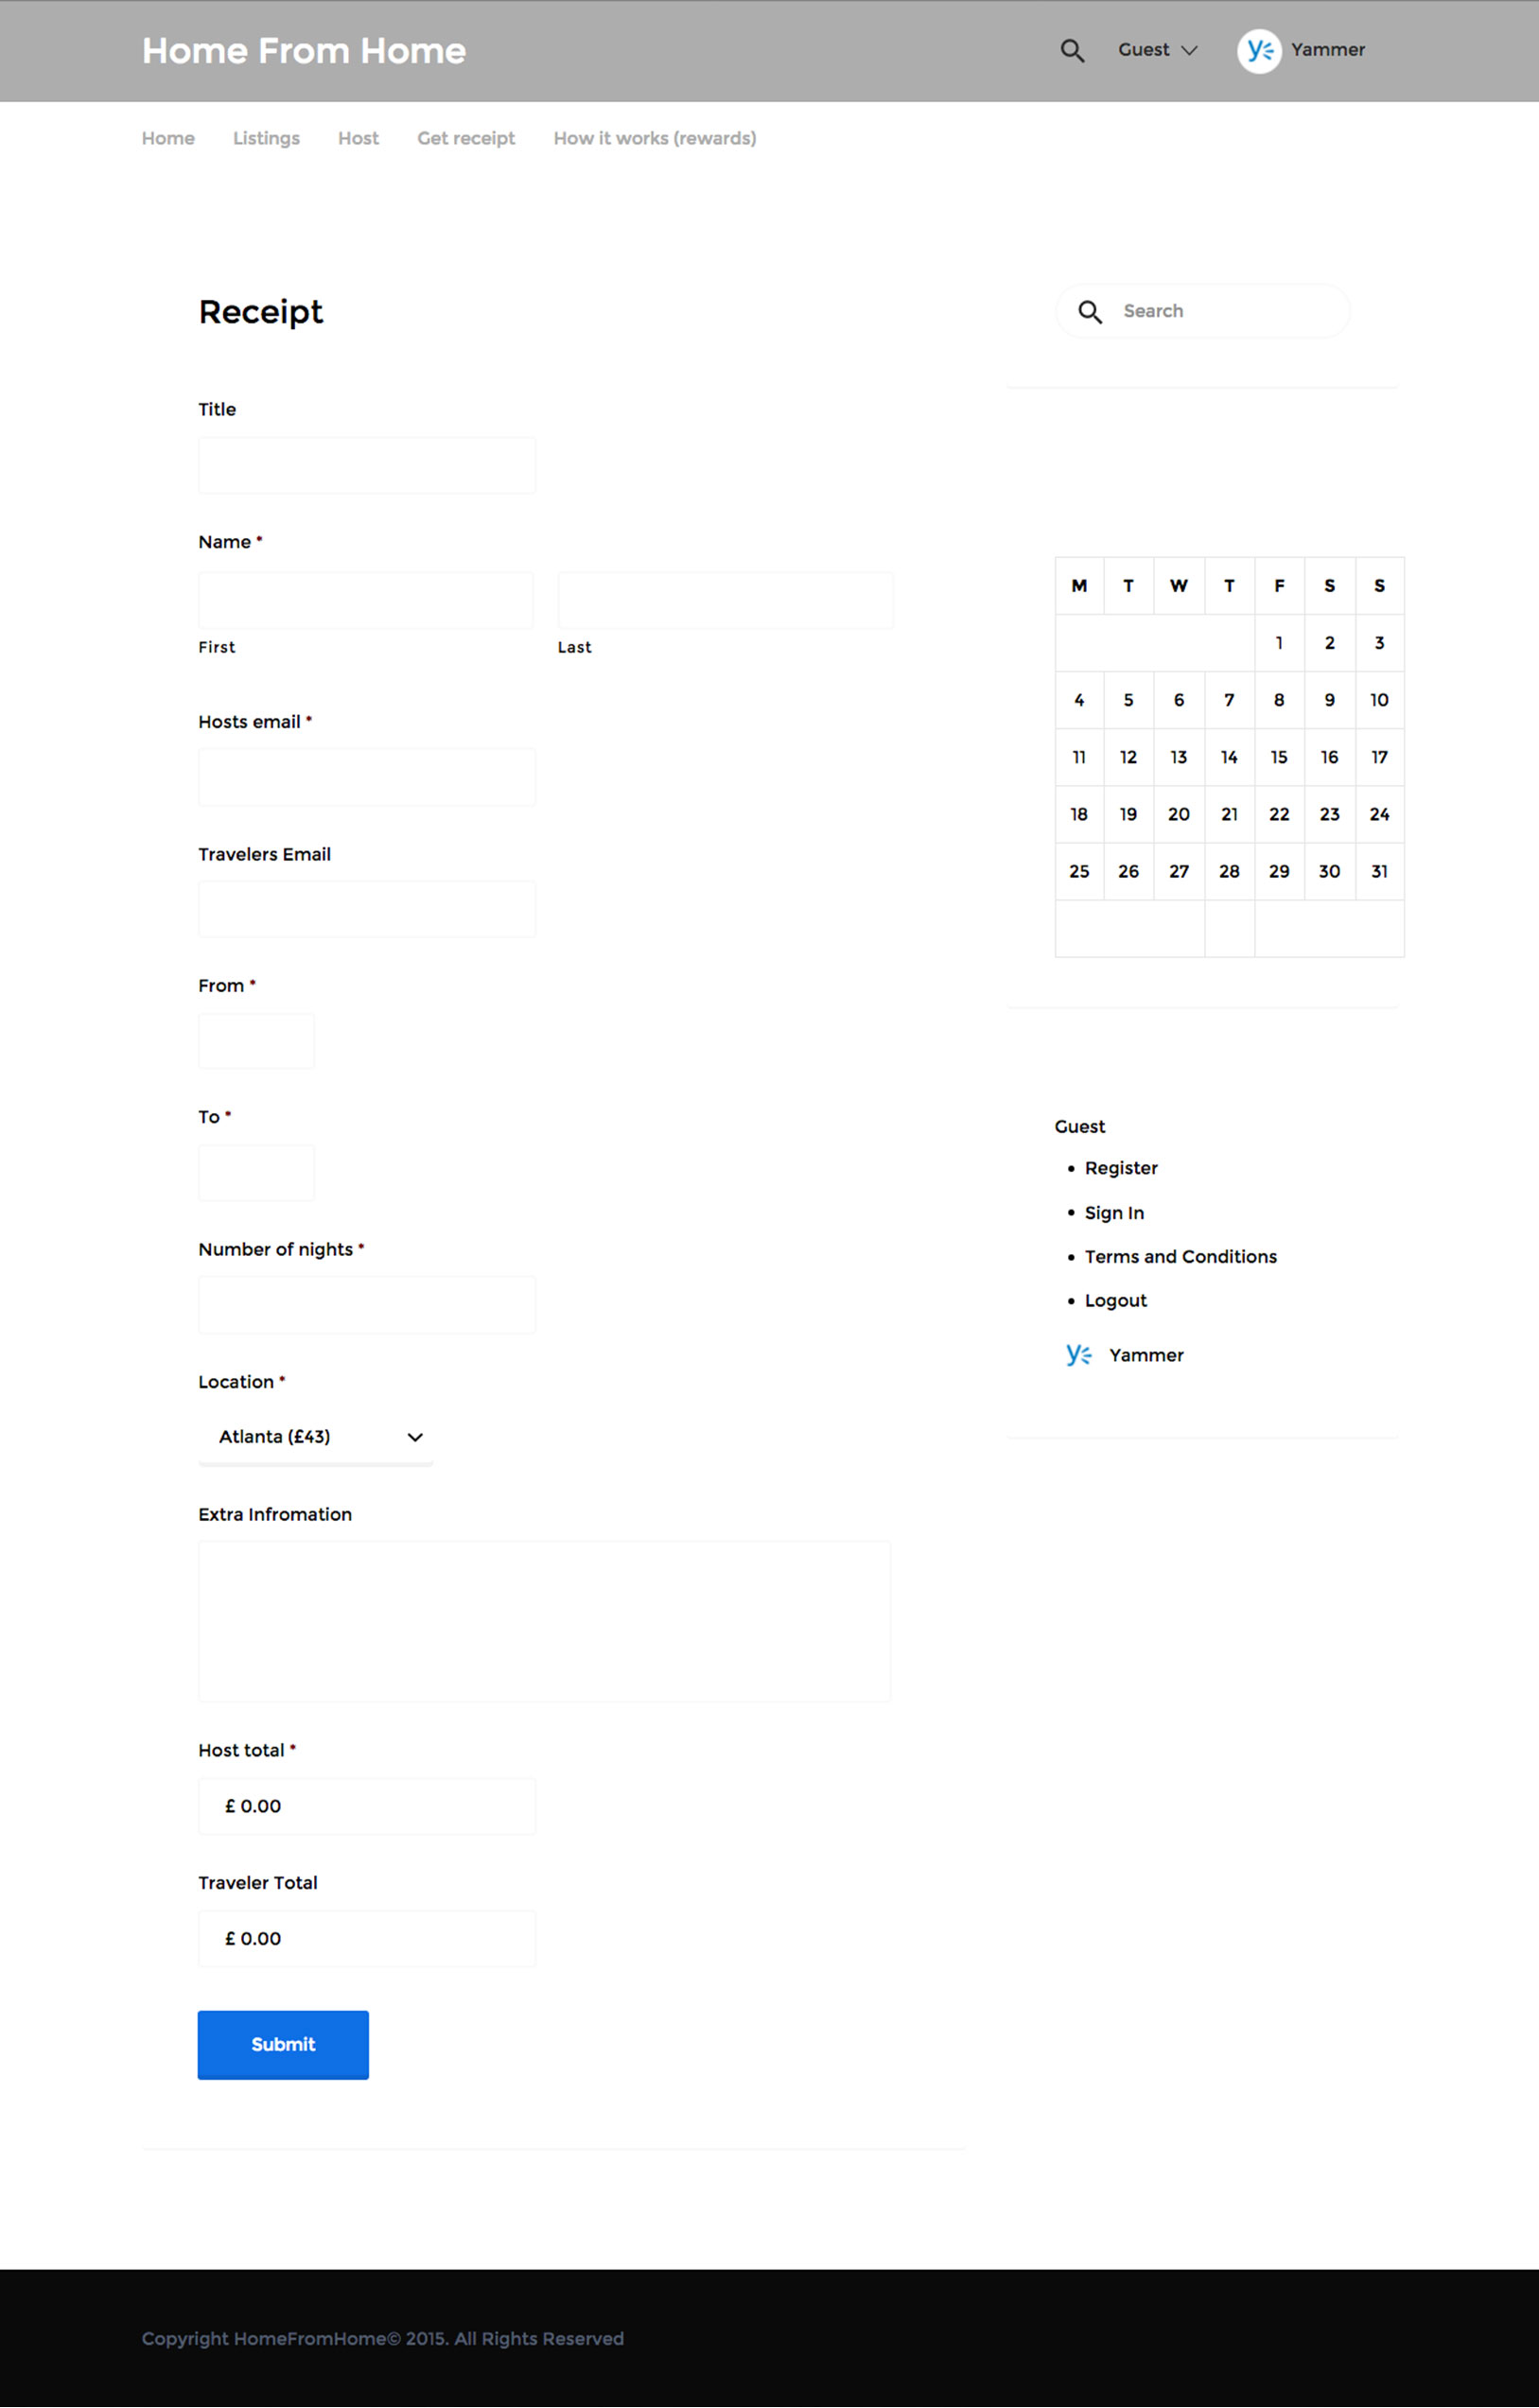 Home From Home
Guest
Yammer
Home Listings Host Get receipt How it works (rewards)
Receipt
Title
Name *
First Last
Hosts email *
Travelers Email
From *
To *
Number of nights *
Location *
Atlanta (£43)
Extra Infromation
Host total *
£ 0.00
Traveler Total
£ 0.00
Submit
Search
M T W T F S S
1 2 3
4 5 6 7 8 9 10
11 12 13 14 15 16 17
18 19 20 21 22 23 24
25 26 27 28 29 30 31
Guest
• Register
• Sign In
• Terms and Conditions
• Logout
Yammer
Copyright HomeFromHome© 2015. All Rights Reserved